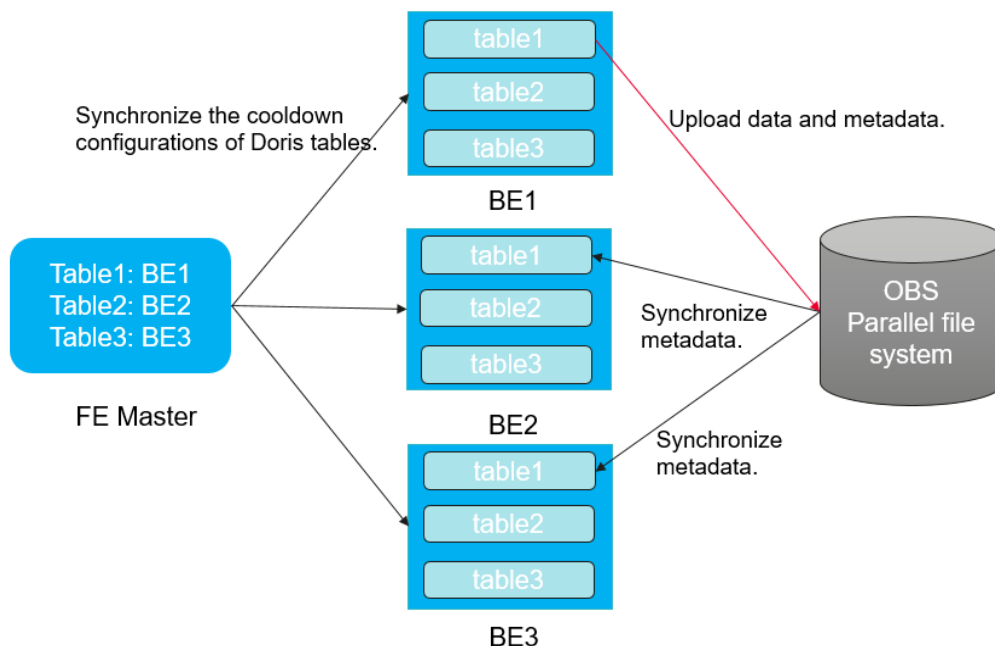 table1
table2
table3
BE1
Synchronize the cooldown
configurations of Doris tables.
Upload data and metadata.
Table1: BE1
Table2: BE2
Table3: BE3
FE Master
table1
table2
table3
BE2
Synchronize
metadata.
OBS
Parallel file
system
Synchronize
metadata.
table1
table2
table3
BE3